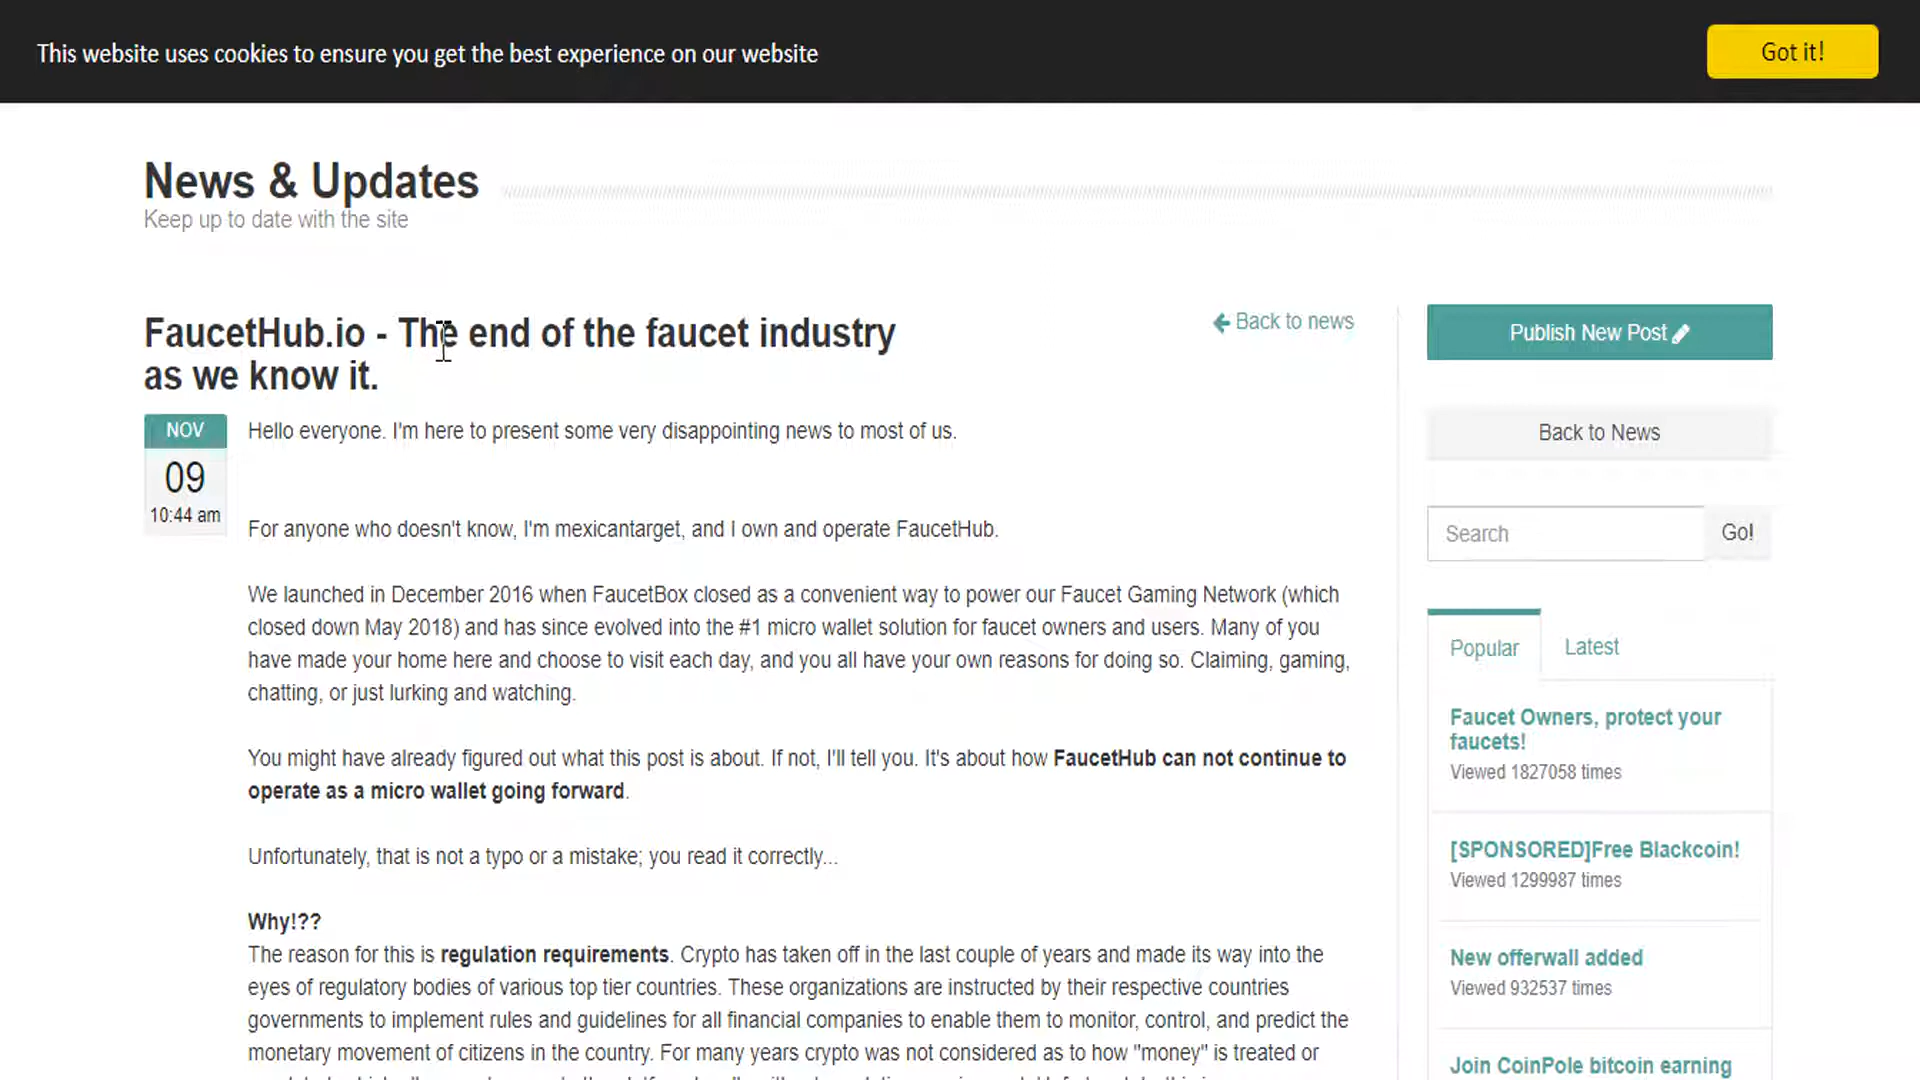 This website uses cookies to ensure you get the best experience on our website
Got it!
News & Updates
Keep up to date with the site
FaucetHub.io - The end of the faucet industry
as we know it.
Back to news
NOV
09
10:44 am
Hello everyone. I'm here to present some very disappointing news to most of us.
For anyone who doesn't know, I'm mexicantarget, and I own and operate FaucetHub.
We launched in December 2016 when FaucetBox closed as a convenient way to power our Faucet Gaming Network (which
closed down May 2018) and has since evolved into the #1 micro wallet solution for faucet owners and users. Many of you
have made your home here and choose to visit each day, and you all have your own reasons for doing so. Claiming, gaming,
chatting, or just lurking and watching.
You might have already figured out what this post is about. If not, I'll tell you. It's about how FaucetHub can not continue to
operate as a micro wallet going forward.
Unfortunately, that is not a typo or a mistake; you read it correctly...
Why!??
The reason for this is regulation requirements. Crypto has taken off in the last couple of years and made its way into the
eyes of regulatory bodies of various top tier countries. These organizations are instructed by their respective countries
governments to implement rules and guidelines for all financial companies to enable them to monitor, control, and predict the
monetary movement of citizens in the country. For many years crypto was not considered as to how "money" is treated or
Publish New Post
Back to News
Search
Go!
Popular
Latest
Faucet Owners, protect your
faucets!
Viewed 1827058 times
[SPONSORED]Free Blackcoin!
Viewed 1299987 times
New offerwall added
Viewed 932537 times
Join CoinPole bitcoin earning